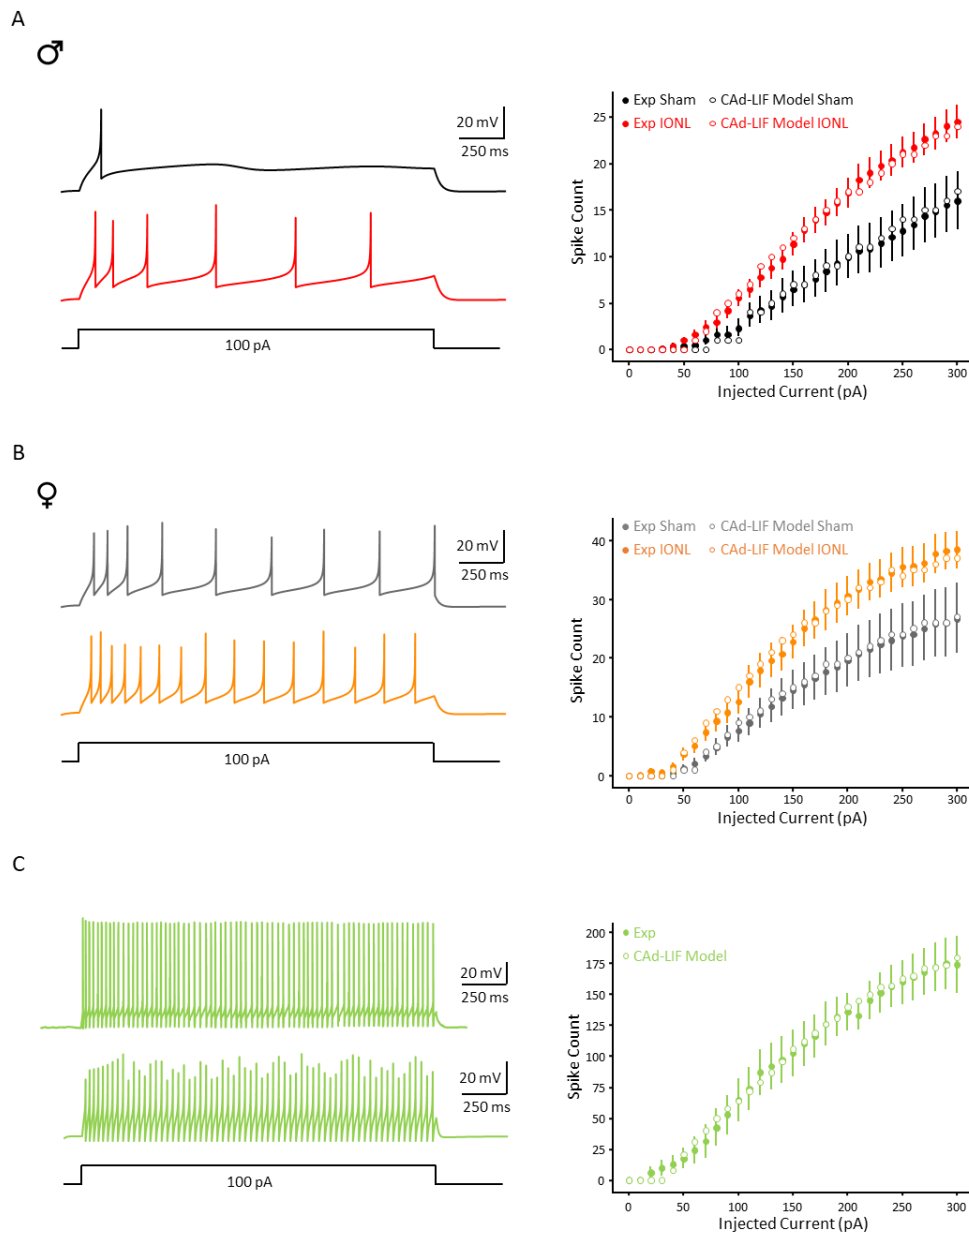 A
♂
20 mV
250 ms
100 pA
Exp Sham CAd-LIF Model Sham
Exp IONL CAd-LIF Model IONL
25
20
15
10
5
0
Spike Count
0 50 100 150 200 250 300
Injected Current (pA)
B
♀
20 mV
250 ms
100 pA
Exp Sham CAd-LIF Model Sham
Exp IONL CAd-LIF Model IONL
40
30
20
10
0
Spike Count
0 50 100 150 200 250 300
Injected Current (pA)
C
20 mV
250 ms
20 mV
250 ms
100 pA
Exp
CAd-LIF Model
200
175
150
125
100
75
50
25
0
Spike Count
0 50 100 150 200 250 300
Injected Current (pA)